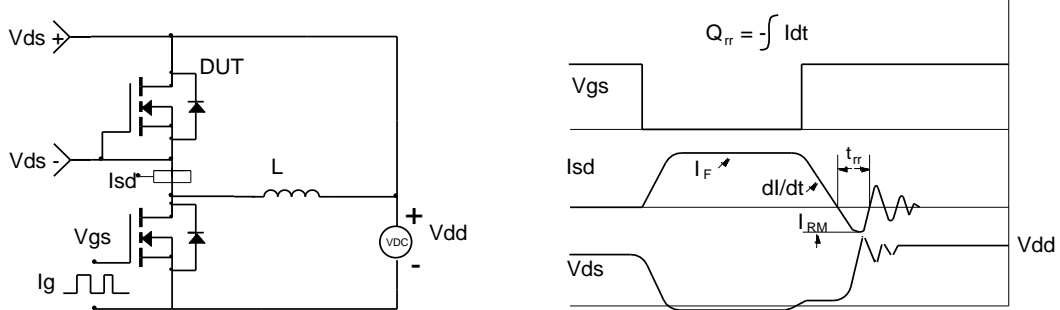 Vds +
DUT
Vds -
Isd
L
Vgs
Ig
VDC
+
-
Vdd
Qrr = -∫ Idt
Vgs
Isd
IF
dI/dt
trr
IRM
Vds
Vdd